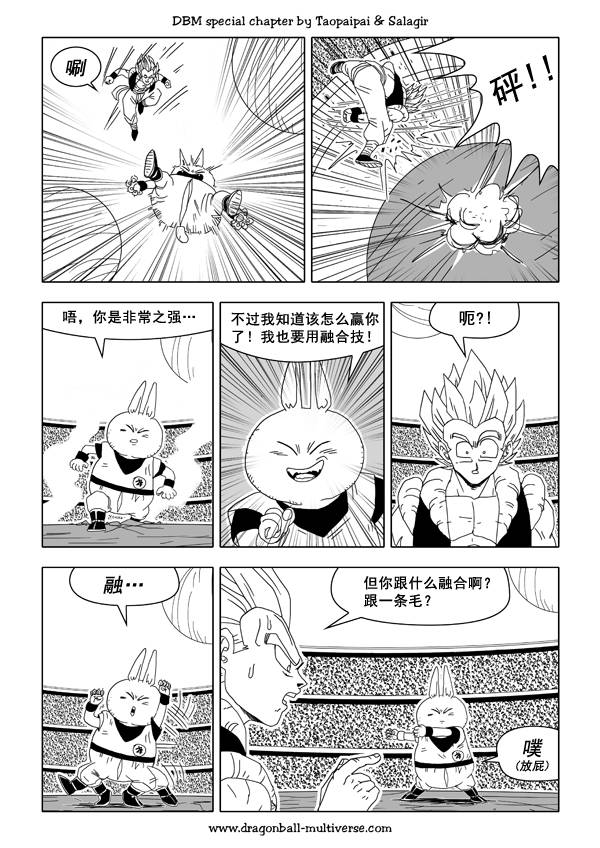 DBM special chapter by Taopaipai & Salagir
唰
砰!!
唔，你是非常之强…
不过我知道该怎么赢你
了！我也要用融合技！
呃?!
融…
但你跟什么融合啊？
跟一条毛？
噗
(放屁)
www.dragonball-multiverse.com